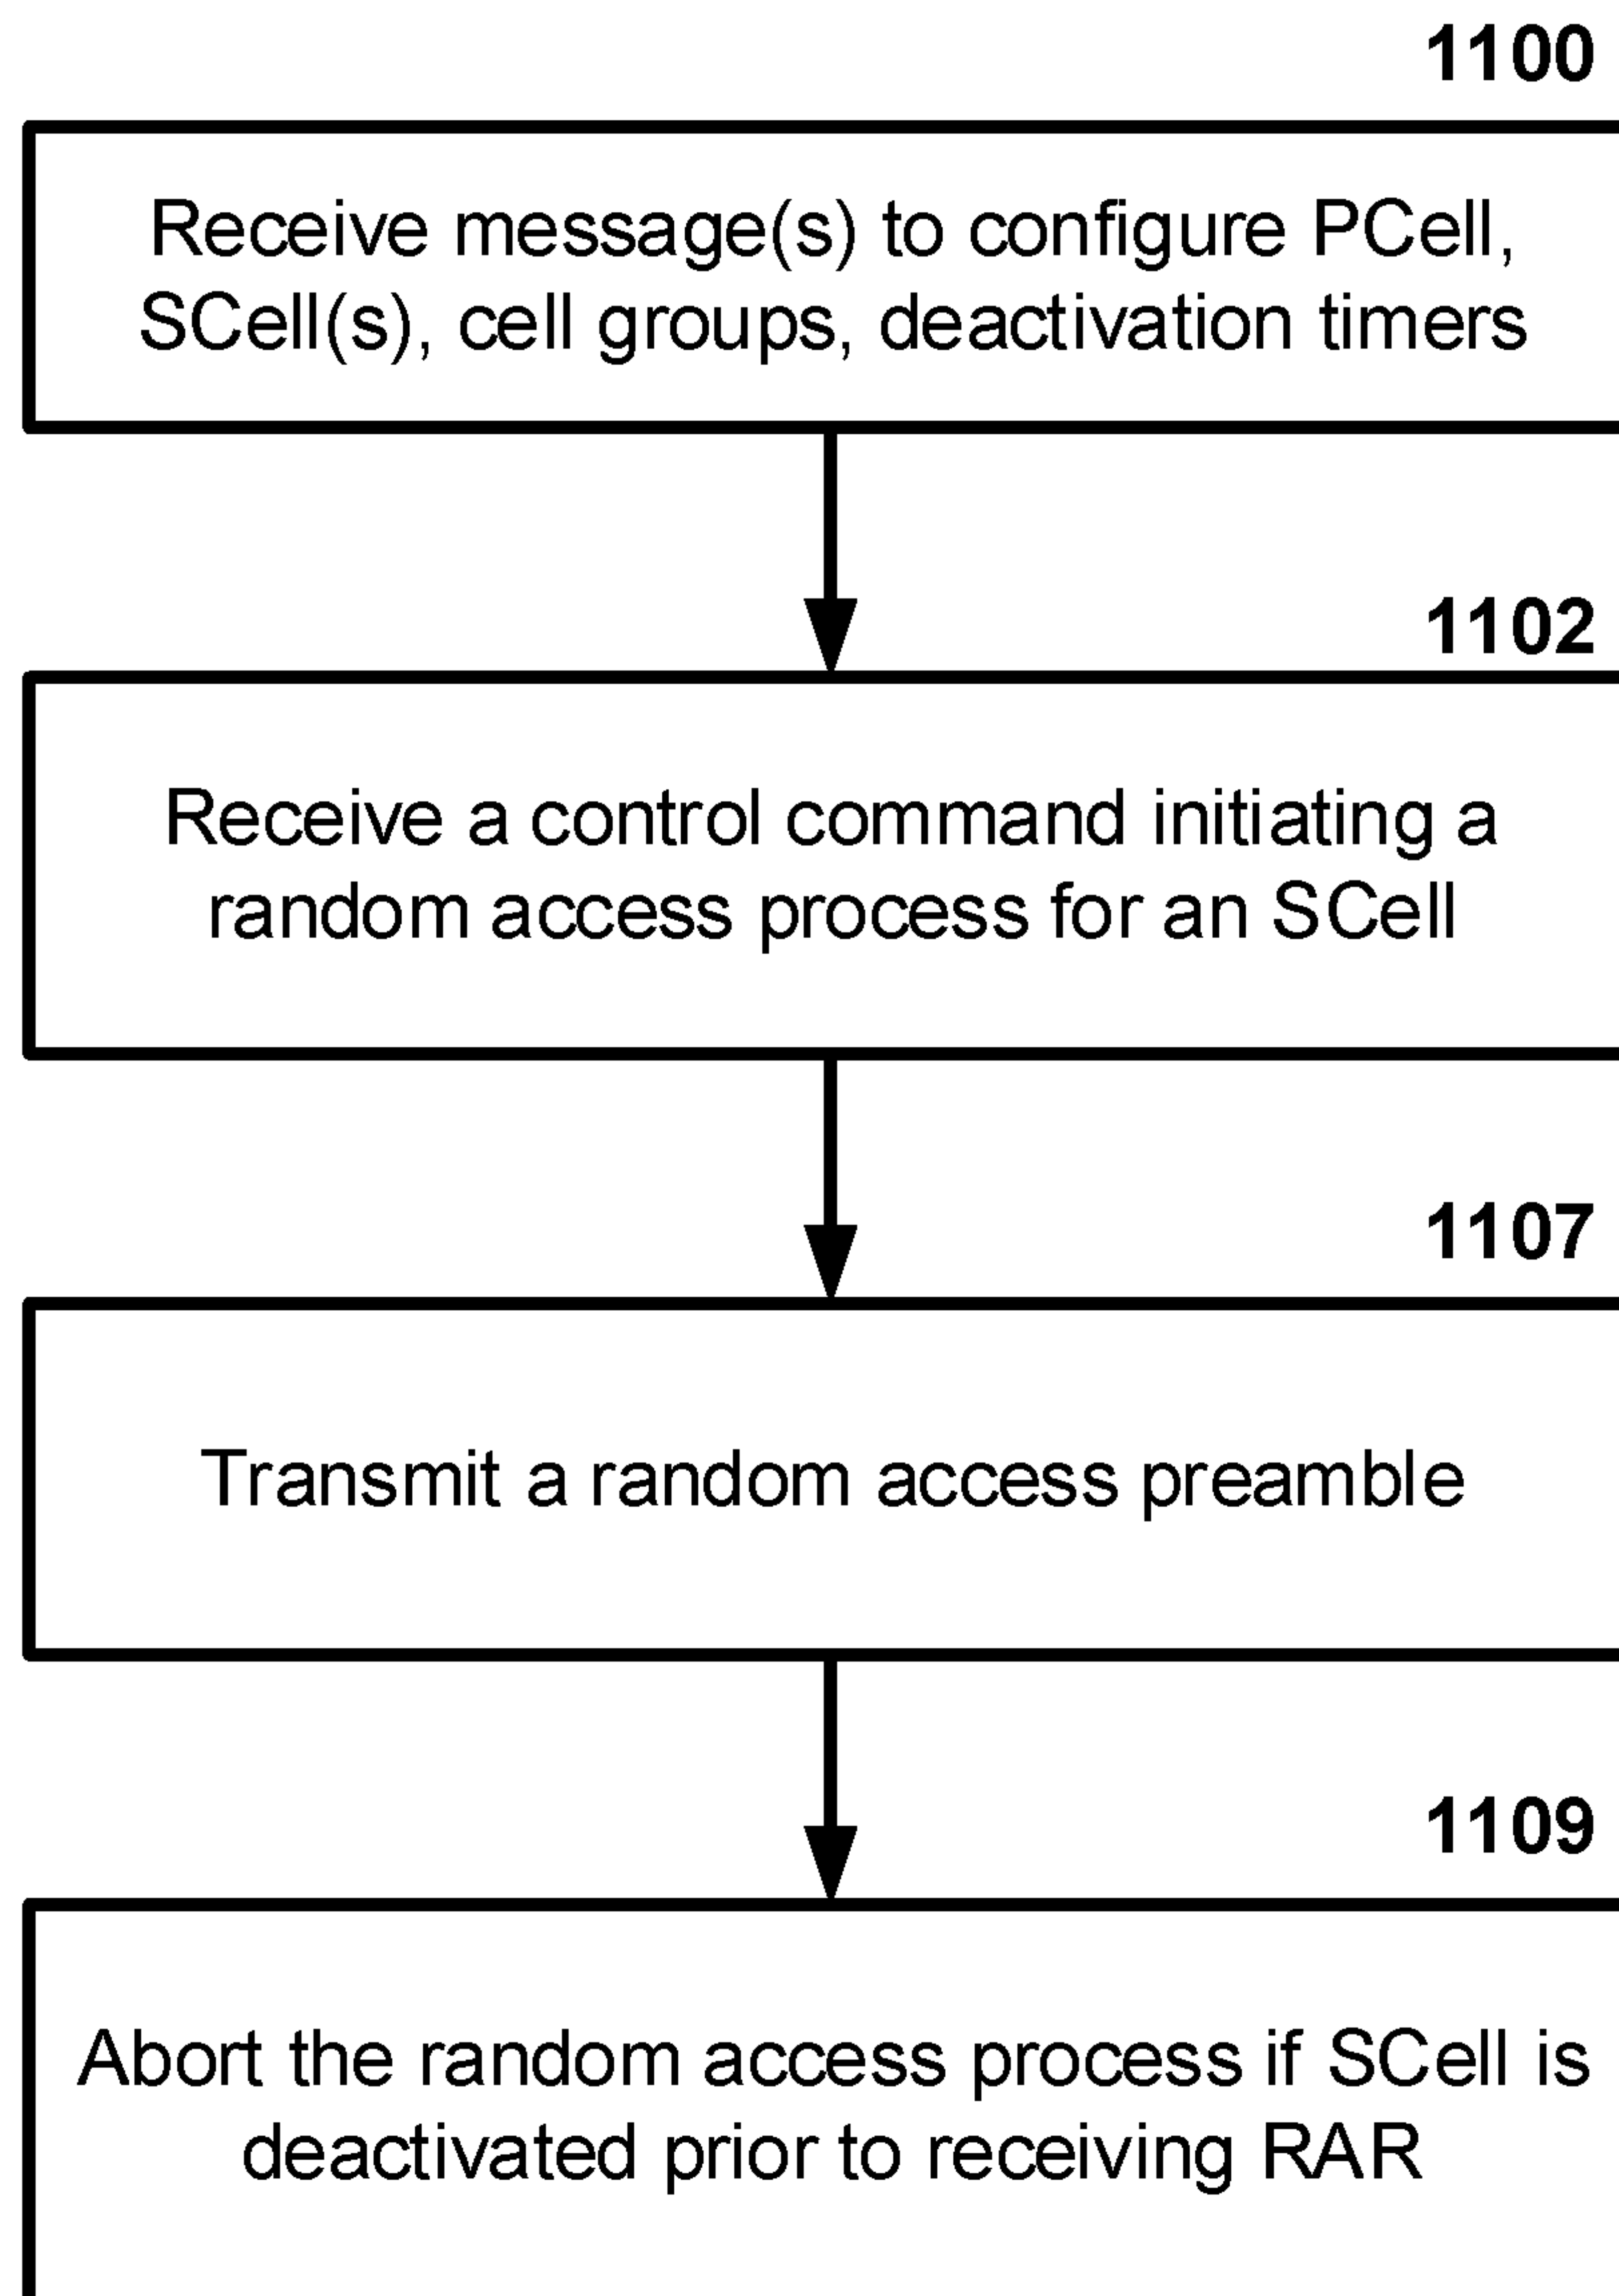 1100
Receive message(s) to configure PCell,
SCell(s), cell groups, deactivation timers
1102
Receive a control command initiating a
random access process for an SCell
1107
Transmit a random access preamble
1109
Abort the random access process if SCell is
deactivated prior to receiving RAR